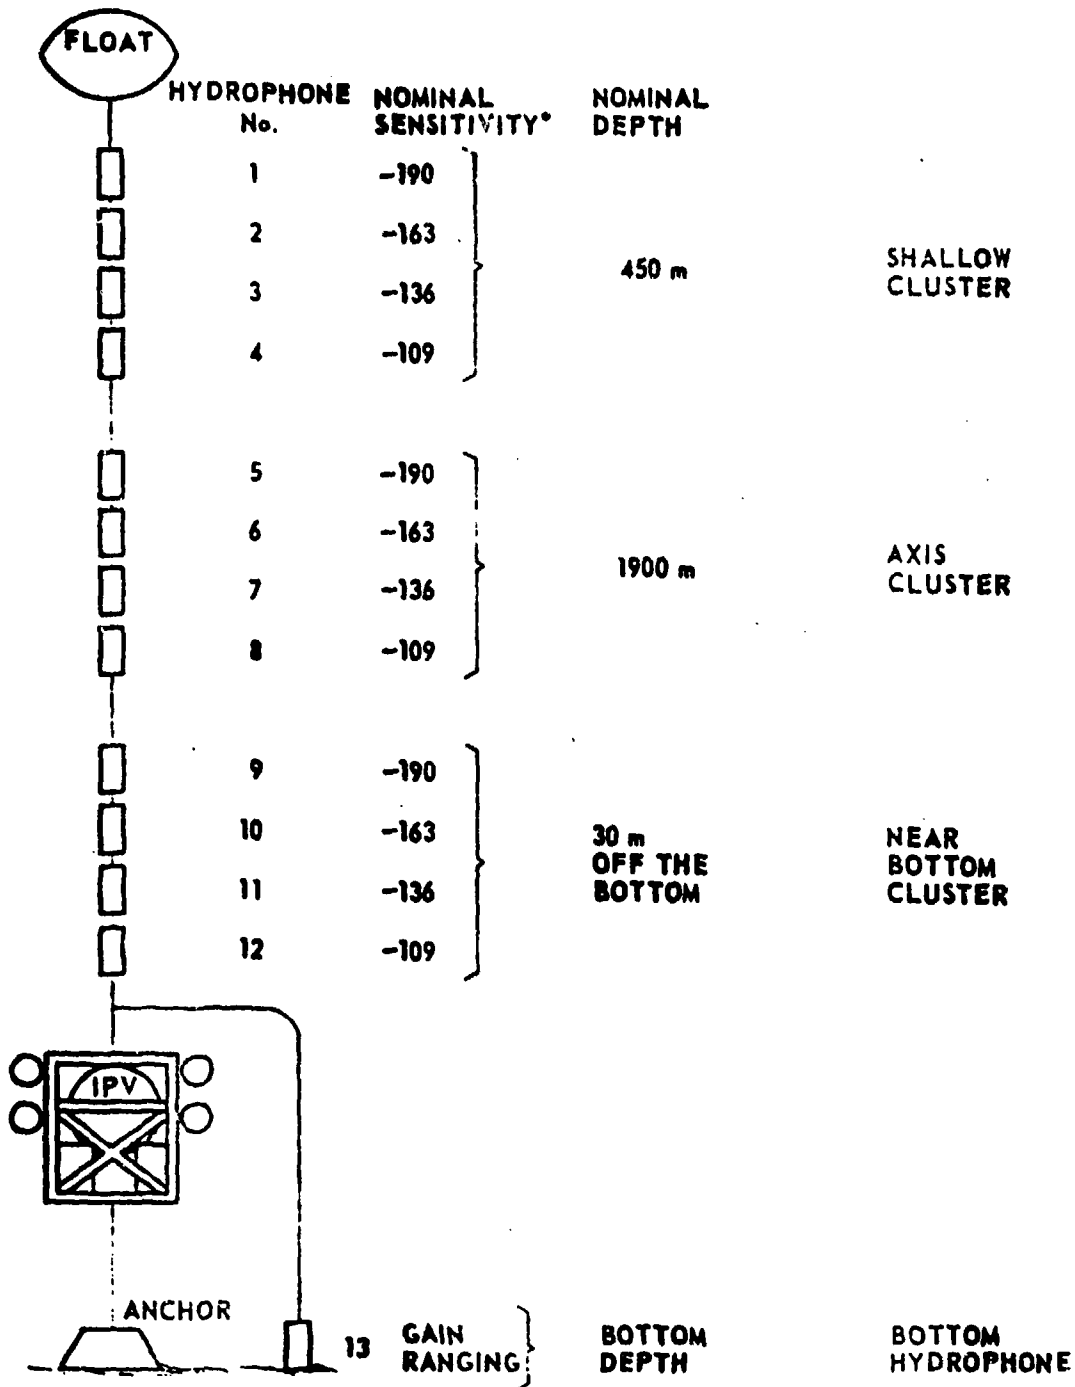 FLOAT
HYDROPHONE No.
NOMINAL SENSITIVITY*
NOMINAL DEPTH
1 -190
2 -163
3 -136
4 -109
450 m
SHALLOW CLUSTER
5 -190
6 -163
7 -136
8 -109
1900 m
AXIS CLUSTER
9 -190
10 -163
11 -136
12 -109
30 m OFF THE BOTTOM
NEAR BOTTOM CLUSTER
IPV
ANCHOR
13
GAIN RANGING
BOTTOM DEPTH
BOTTOM HYDROPHONE